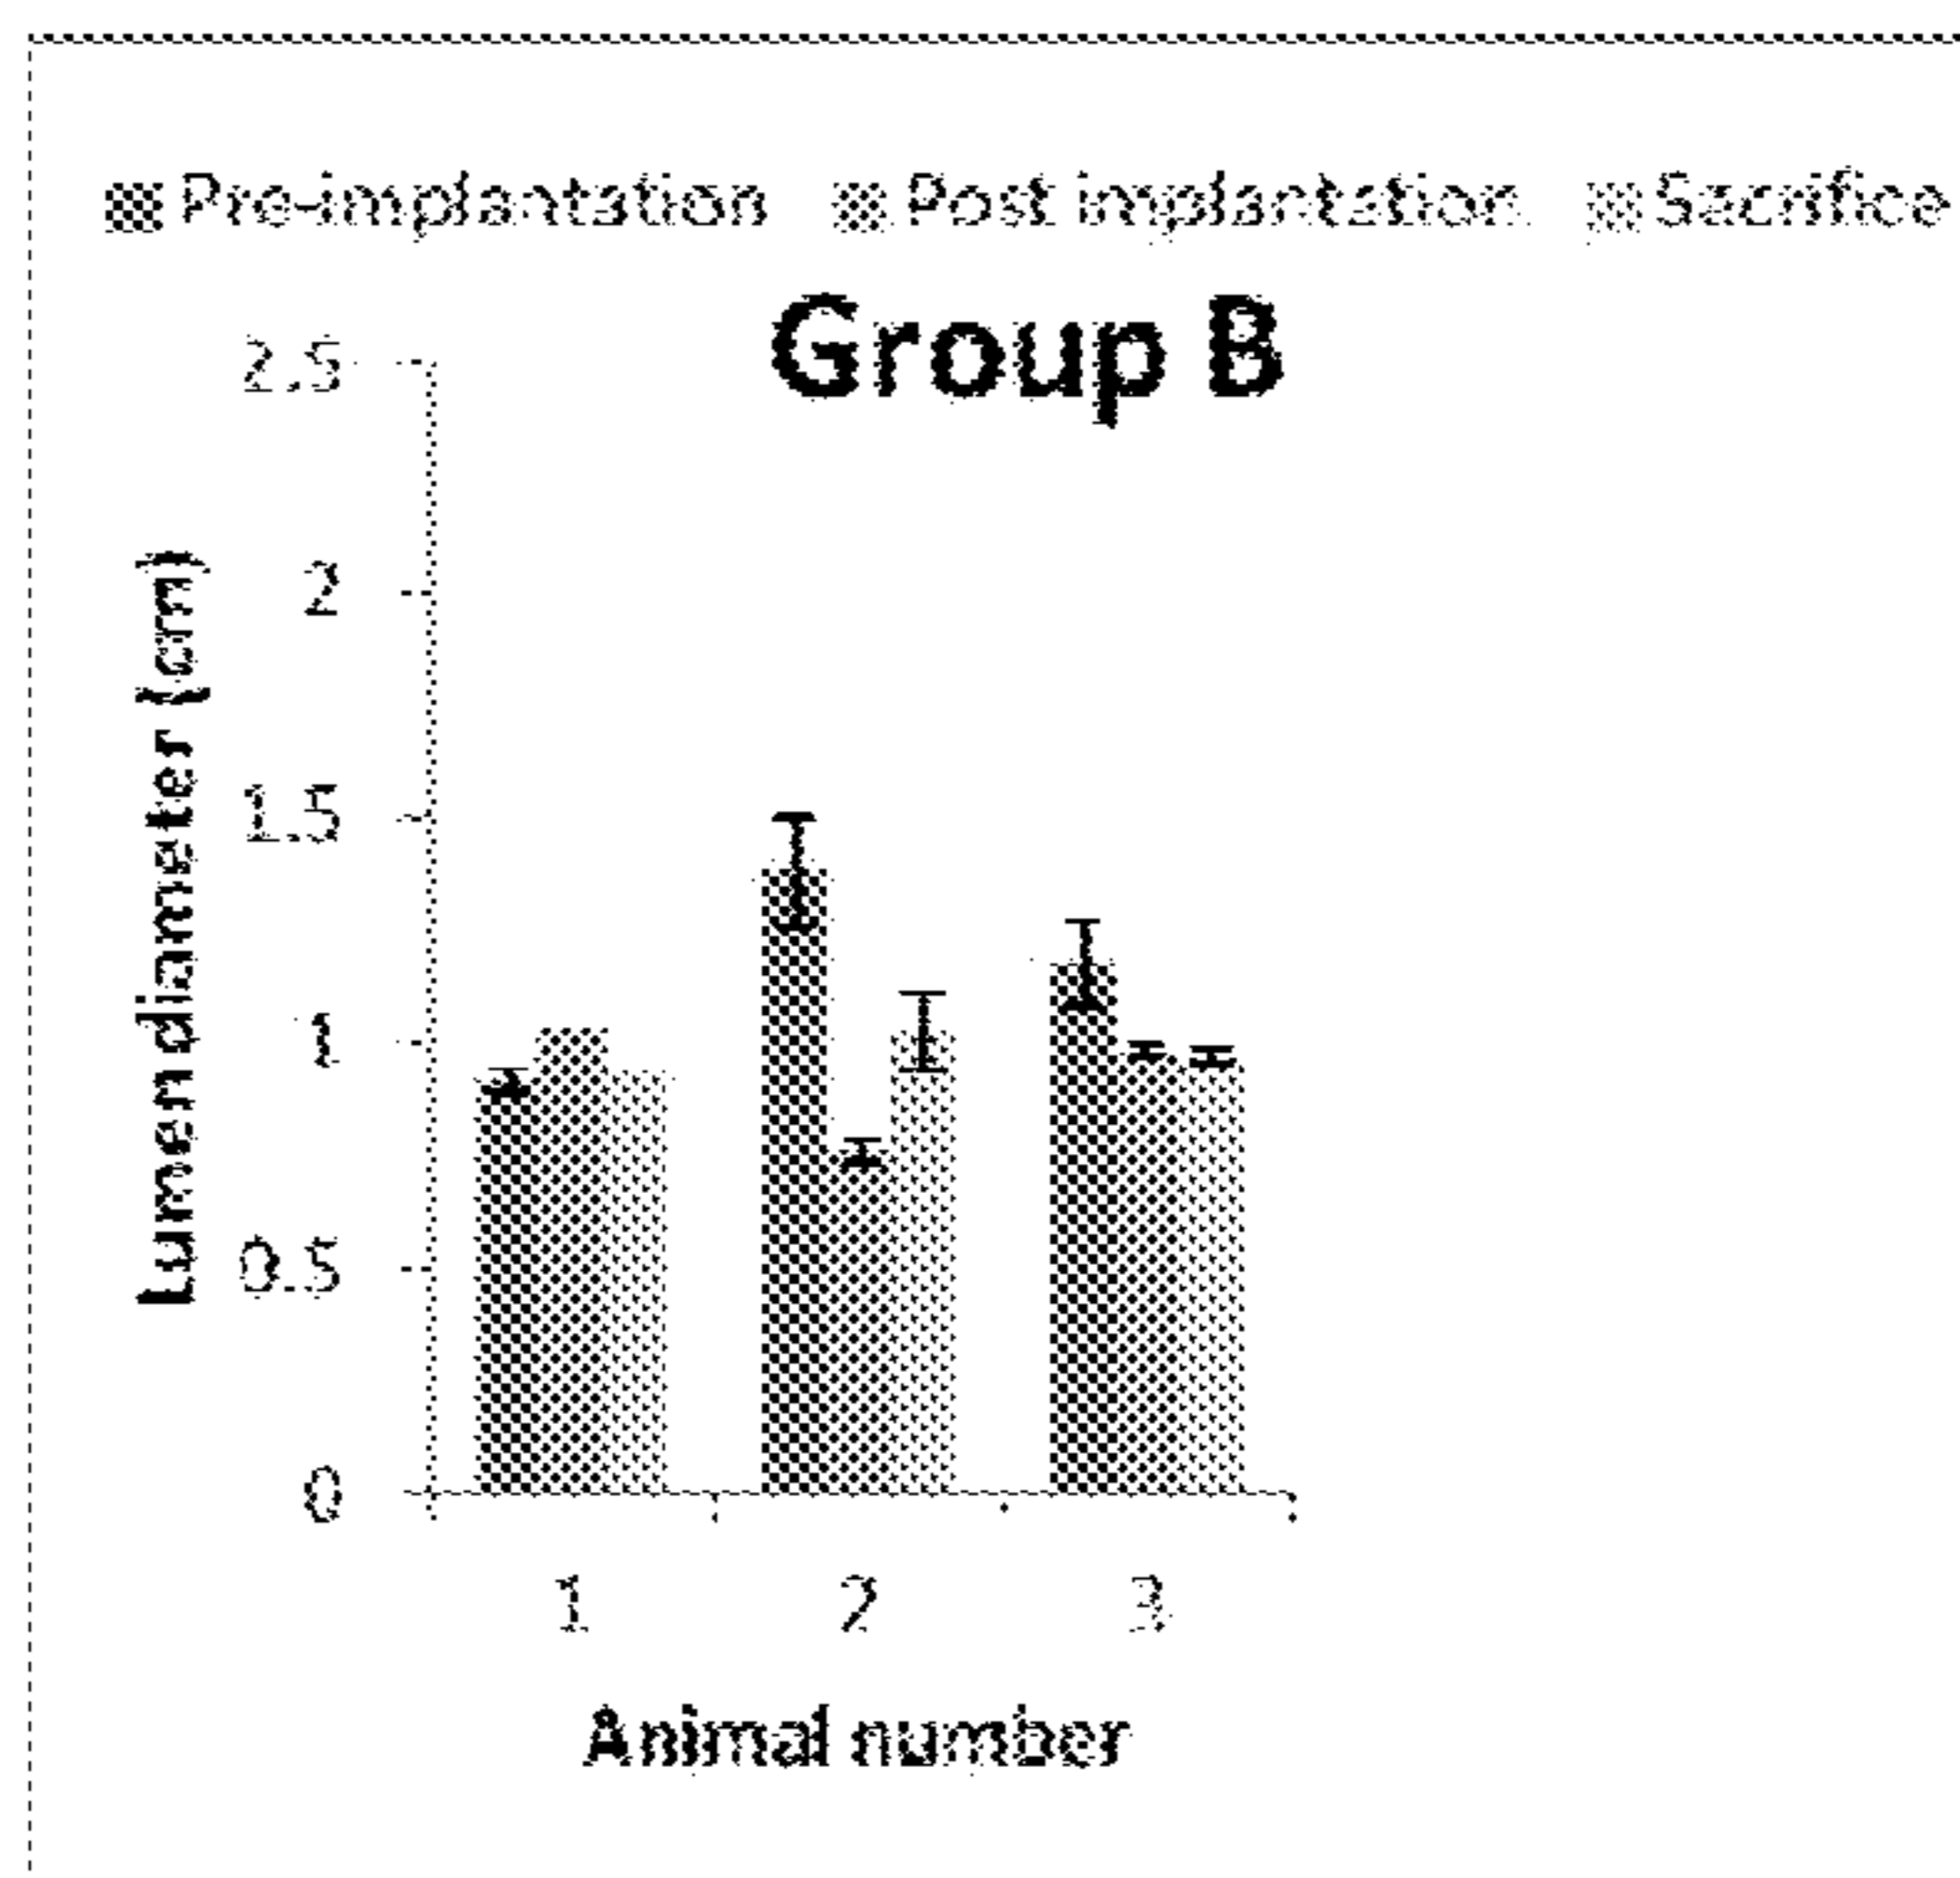 Pre-implantation Post implantation Sacrifice
Group B
Lumen diameter (cm)
2.5
2
1.5
1
0.5
0
1 2 3
Animal number